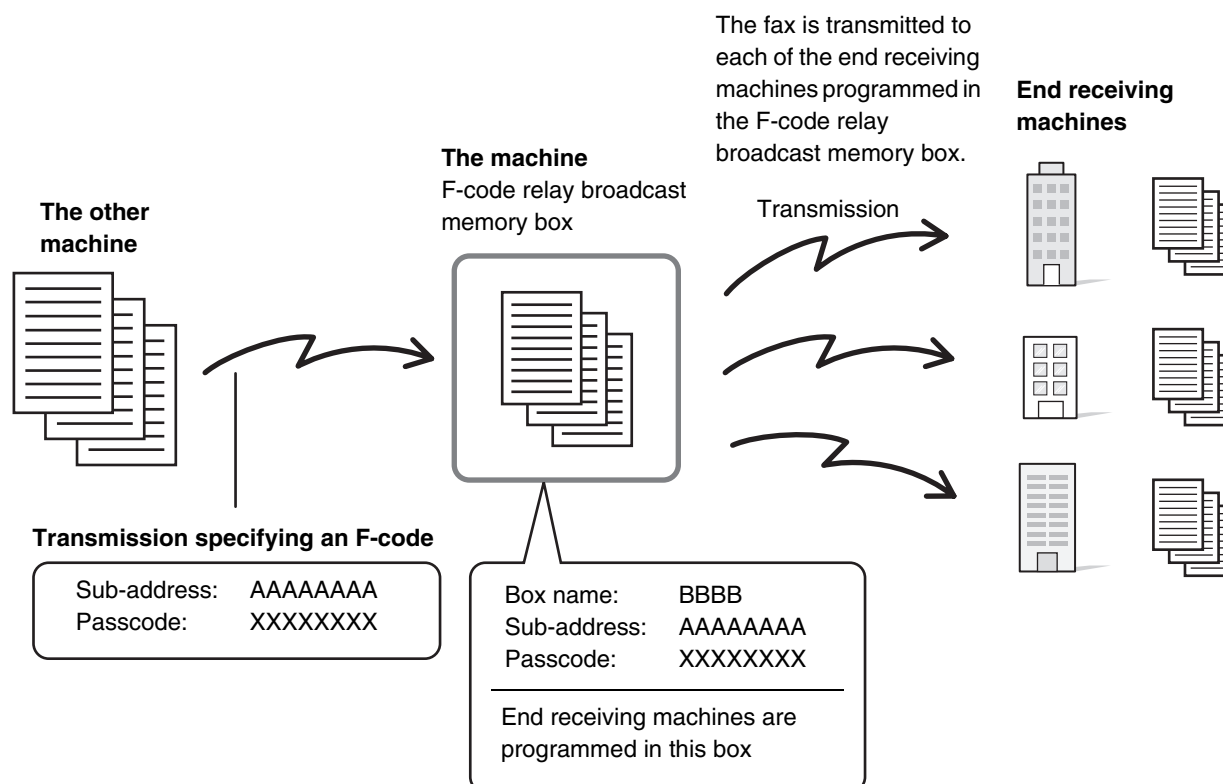 The fax is transmitted to
each of the end receiving
machines programmed in
the F-code relay
broadcast memory box.
End receiving
machines
The machine
F-code relay broadcast
memory box
The other
machine
Transmission
Transmission specifying an F-code
Sub-address: AAAAAAAA
Passcode: XXXXXXXX
Box name: BBBB
Sub-address: AAAAAAAA
Passcode: XXXXXXXX
End receiving machines are
programmed in this box